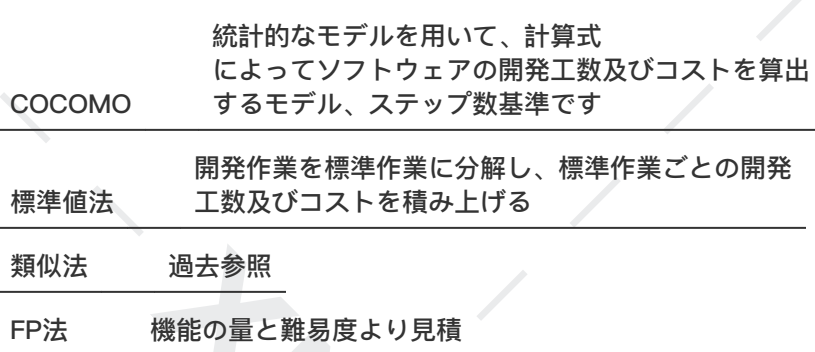 統計的なモデルを用いて、計算式
によってソフトウェアの開発工数及びコストを算出
COCOMO するモデル、ステップ数基準です
開発作業を標準作業に分解し、標準作業ごとの開発
標準値法 工数及びコストを積み上げる
類似法 過去参照
FP法 機能の量と難易度より見積